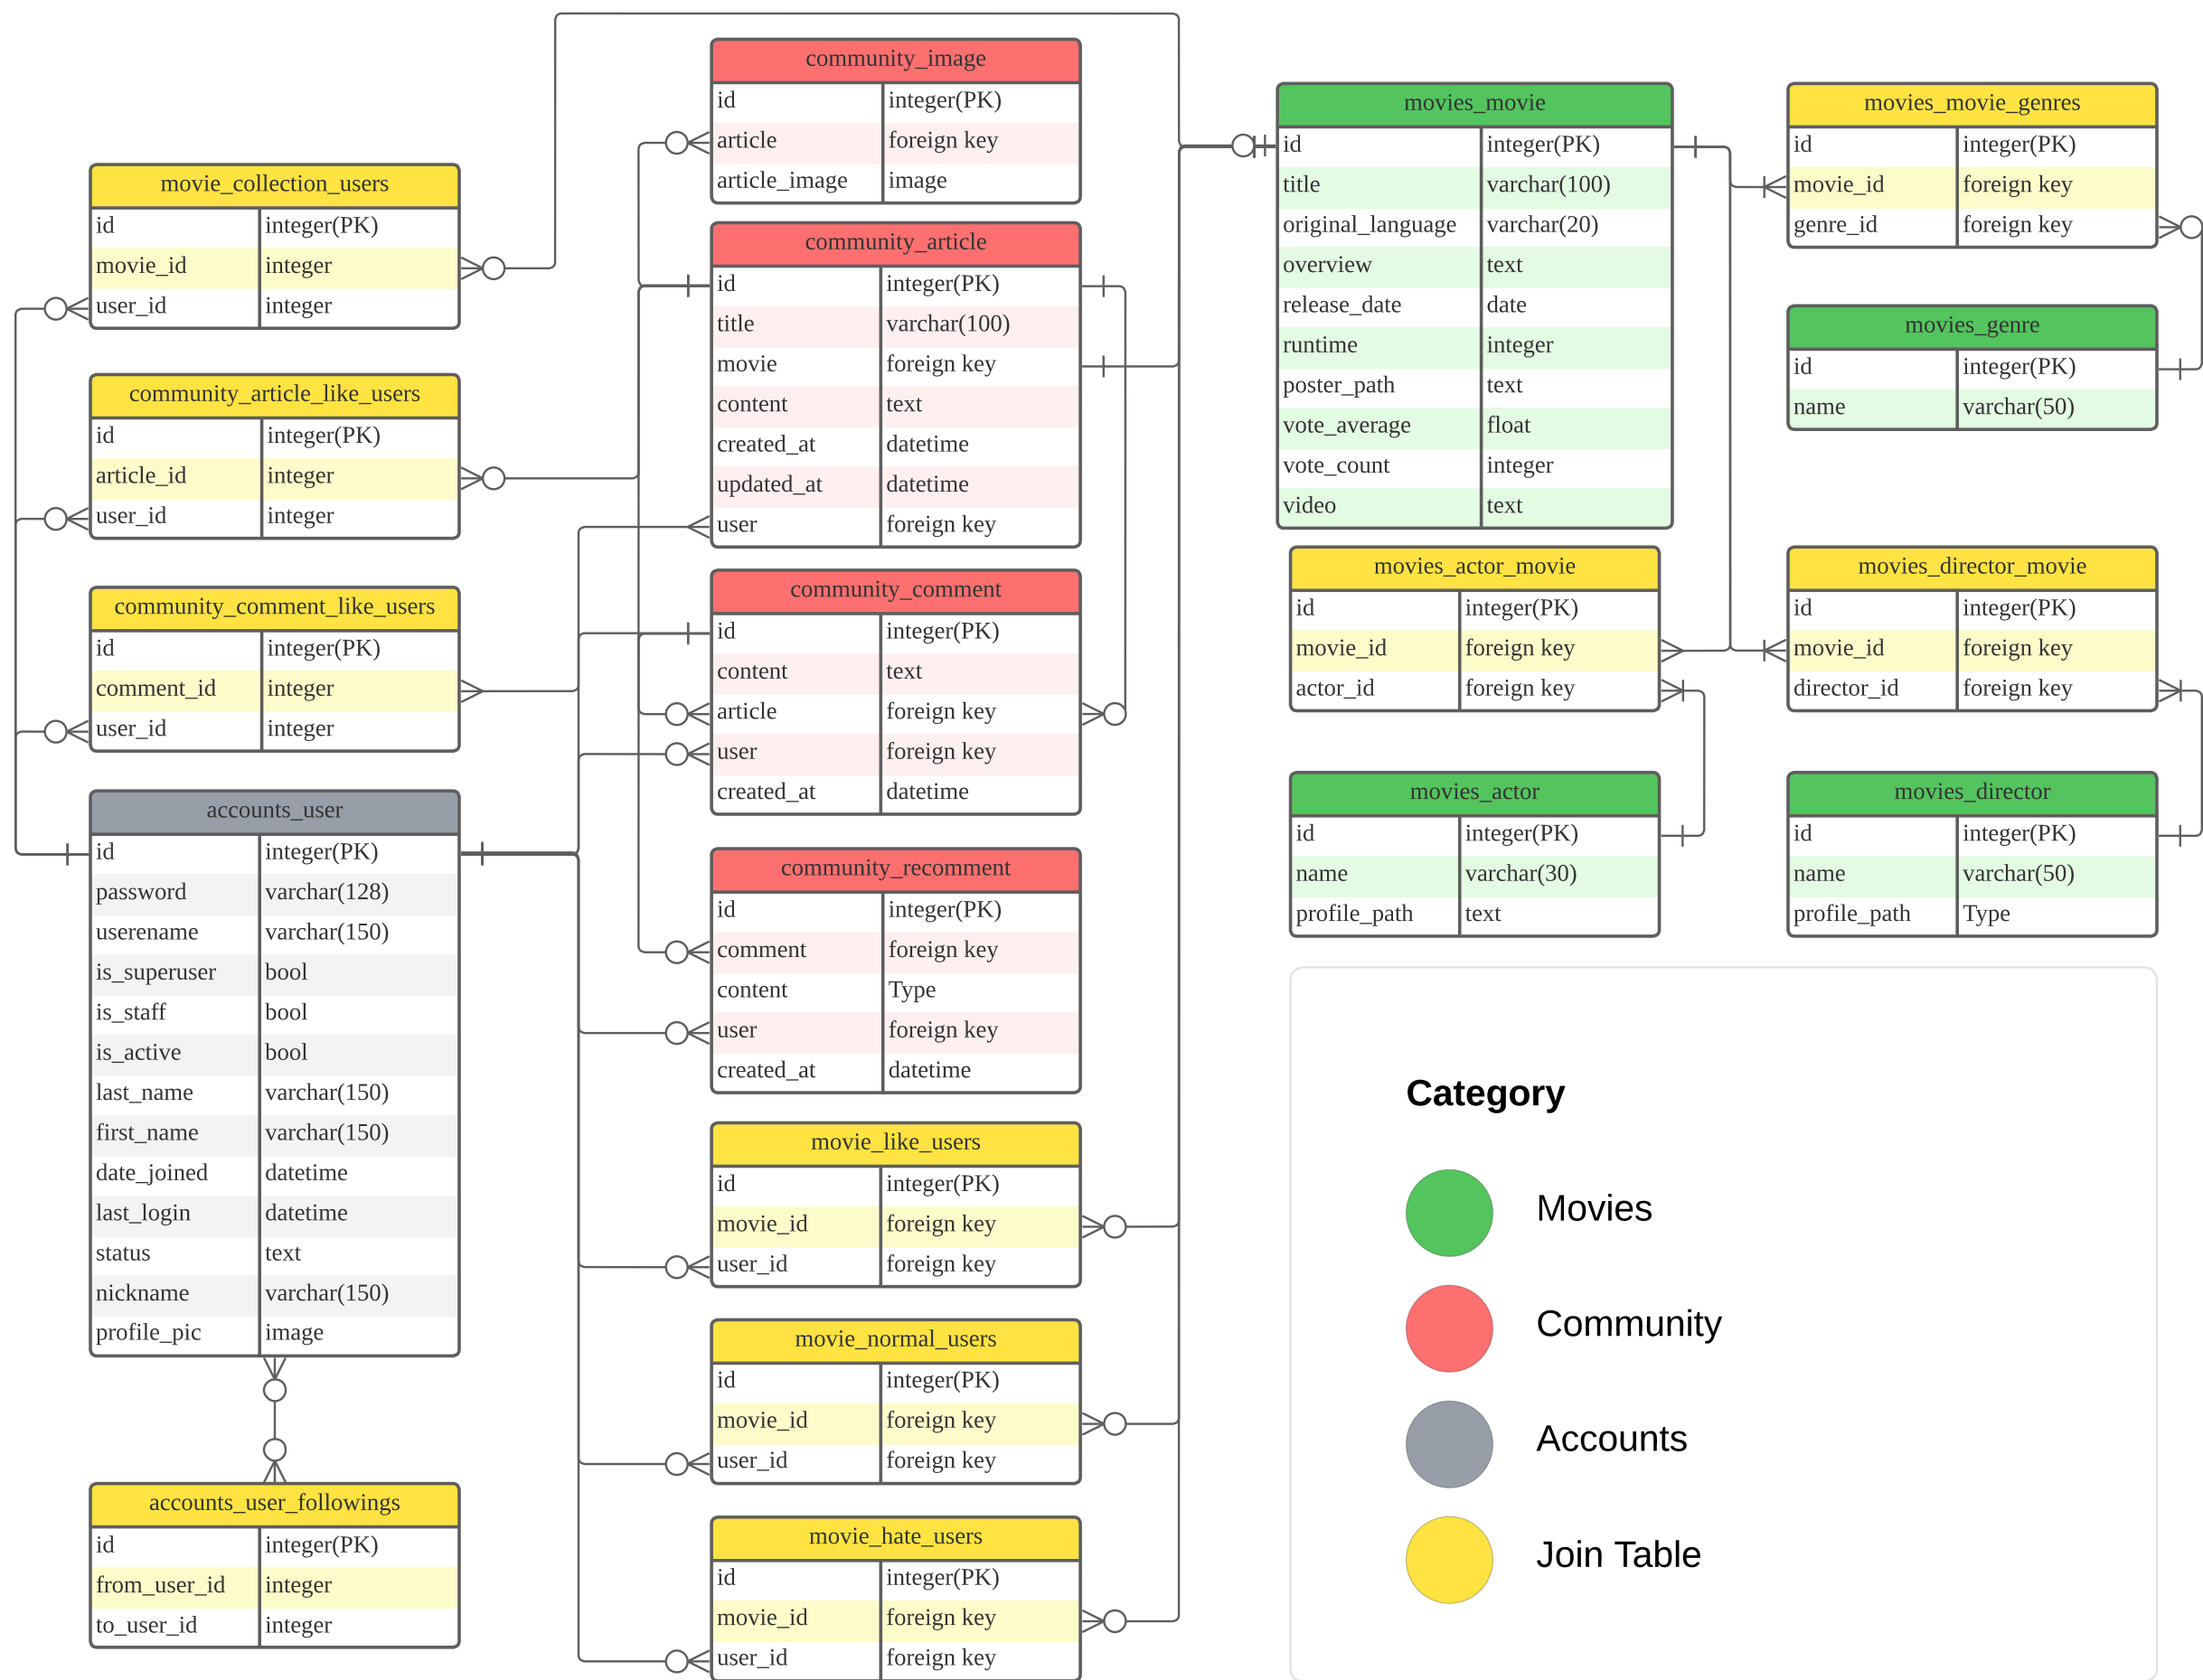 community_image
id integer(PK)
article foreign key
article_image image
movies_movie
id integer(PK)
title varchar(100)
original_language varchar(20)
overview text
release_date date
runtime integer
poster_path text
vote_average float
vote_count integer
video text
movies_movie_genres
id integer(PK)
movie_id foreign key
genre_id foreign key
movie_collection_users
id integer(PK)
movie_id integer
user_id integer
community_article
id integer(PK)
title varchar(100)
movie foreign key
content text
created_at datetime
updated_at datetime
user foreign key
movies_genre
id integer(PK)
name varchar(50)
community_article_like_users
id integer(PK)
article_id integer
user_id integer
movies_actor_movie
id integer(PK)
movie_id foreign key
actor_id foreign key
movies_director_movie
id integer(PK)
movie_id foreign key
director_id foreign key
community_comment
id integer(PK)
content text
article foreign key
user foreign key
created_at datetime
community_comment_like_users
id integer(PK)
comment_id integer
user_id integer
movies_actor
id integer(PK)
name varchar(30)
profile_path text
movies_director
id integer(PK)
name varchar(50)
profile_path Type
accounts_user
id integer(PK)
password varchar(128)
userename varchar(150)
is_superuser bool
is_staff bool
is_active bool
last_name varchar(150)
first_name varchar(150)
date_joined datetime
last_login datetime
status text
nickname varchar(150)
profile_pic image
community_recomment
id integer(PK)
comment foreign key
content Type
user foreign key
created_at datetime
movie_like_users
id integer(PK)
movie_id foreign key
user_id foreign key
movie_normal_users
id integer(PK)
movie_id foreign key
user_id foreign key
accounts_user_followings
id integer(PK)
from_user_id integer
to_user_id integer
movie_hate_users
id integer(PK)
movie_id foreign key
user_id foreign key
Category
Movies
Community
Accounts
Join Table